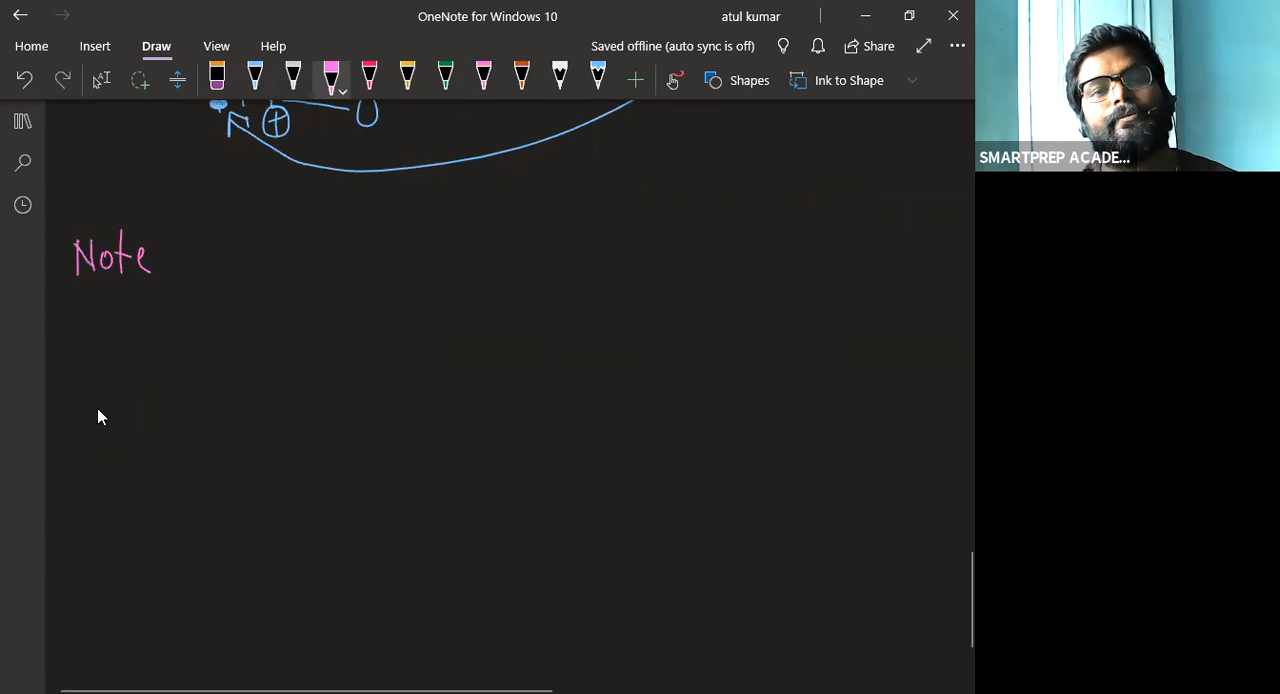 OneNote for Windows 10
atul kumar
Home Insert Draw View Help
Saved offline (auto sync is off)
Share
Shapes
Ink to Shape
SMARTPREP ACADE...
N + O
Note